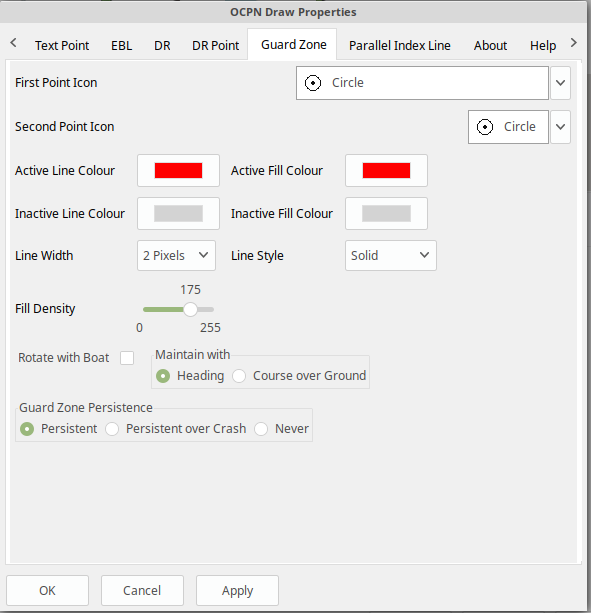 OCPN Draw Properties
Text Point EBL DR DR Point Guard Zone Parallel Index Line About Help
First Point Icon Circle
Second Point Icon Circle
Active Line Colour Active Fill Colour
Inactive Line Colour Inactive Fill Colour
Line Width 2 Pixels Line Style Solid
175
Fill Density
0 255
Maintain with
Rotate with Boat Heading Course over Ground
Guard Zone Persistence
Persistent Persistent over Crash Never
OK Cancel Apply